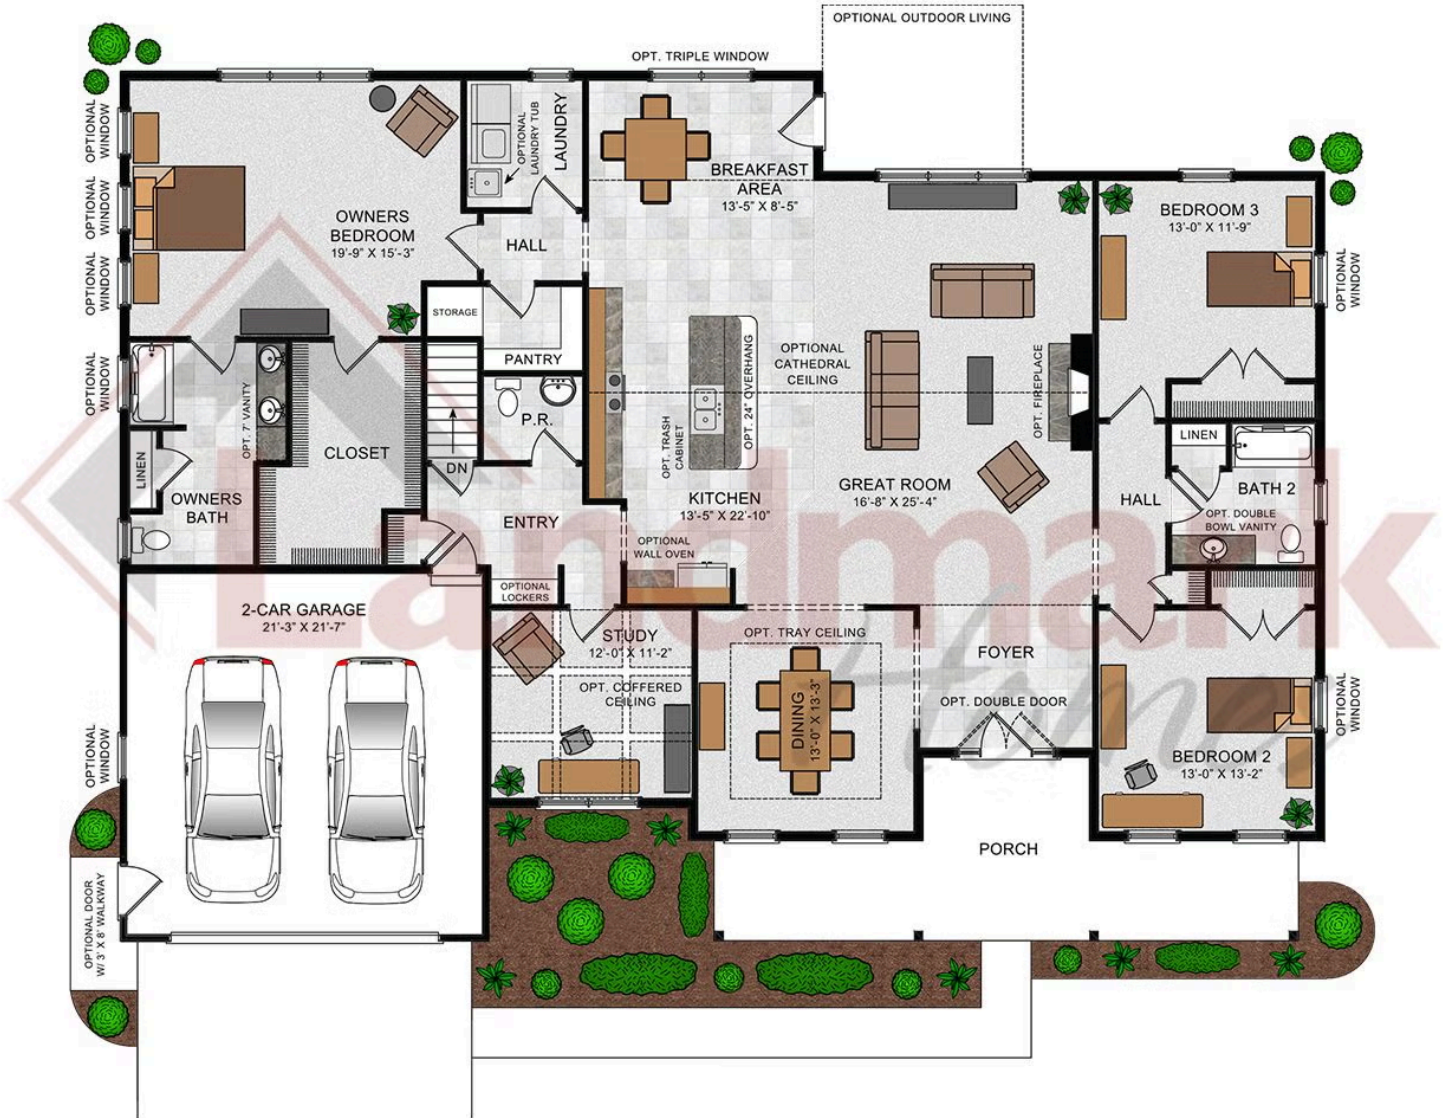 OPTIONAL OUTDOOR LIVING
OPT. TRIPLE WINDOW
OPTIONAL
WINDOW
OPTIONAL
WINDOW
OPTIONAL
WINDOW
OPTIONAL
WINDOW
OWNERS
BEDROOM
19'-9" X 15'-3"
OPTIONAL
LAUNDRY TUB
LAUNDRY
HALL
BREAKFAST
AREA
13'-5" X 8'-5"
BEDROOM 3
13'-0" X 11'-9"
OPTIONAL
WINDOW
STORAGE
PANTRY
P.R.
DN
OPT. 7' VANITY
CLOSET
LINEN
OWNERS
BATH
ENTRY
OPTIONAL
LOCKERS
OPTIONAL
CATHEDRAL
CEILING
OPT. 24" OVERHANG
OPT. TRASH
CABINET
KITCHEN
13'-5" X 22'-10"
OPTIONAL
WALL OVEN
GREAT ROOM
16'-8" X 25'-4"
OPT. FIREPLACE
LINEN
HALL
BATH 2
OPT. DOUBLE
BOWL VANITY
Landmark
Homes
2-CAR GARAGE
21'-3" X 21'-7"
STUDY
12'-0" X 11'-2"
OPT. COFFERED
CEILING
OPT. TRAY CEILING
DINING
13'-0" X 13'-3"
FOYER
OPT. DOUBLE DOOR
BEDROOM 2
13'-0" X 13'-2"
OPTIONAL
WINDOW
OPTIONAL
WINDOW
PORCH
OPTIONAL DOOR
W/ 3' X 8' WALKWAY